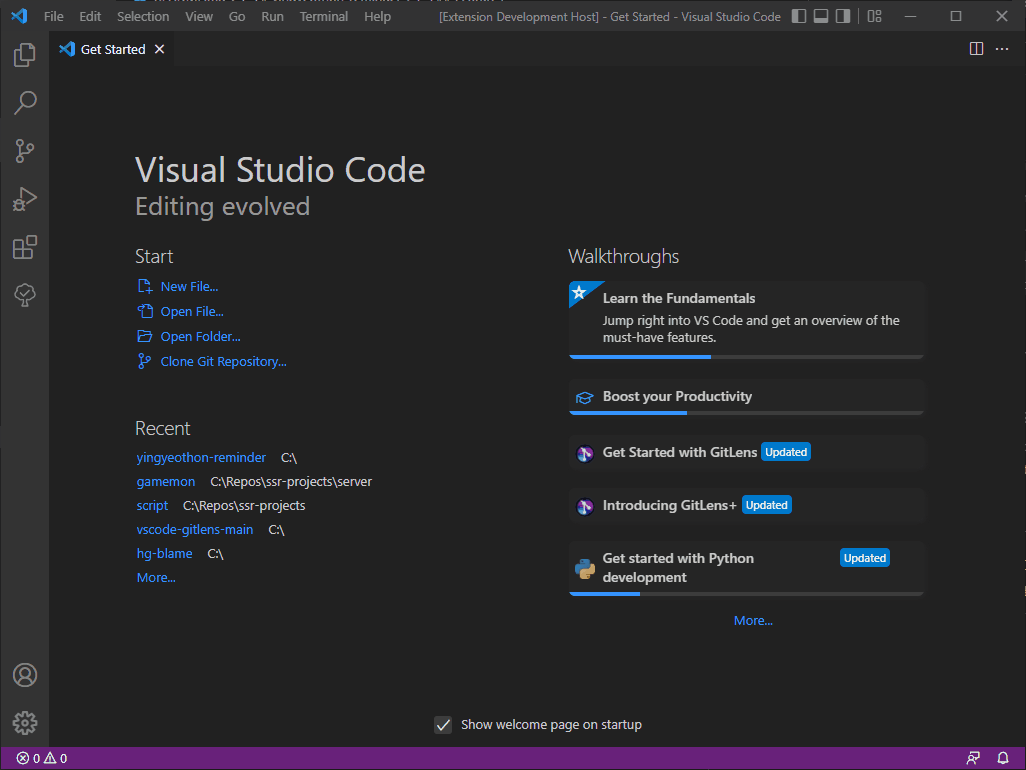 File Edit Selection View Go Run Terminal Help [Extension Development Host] - Get Started - Visual Studio Code
Get Started
Visual Studio Code
Editing evolved
Start
New File...
Open File...
Open Folder...
Clone Git Repository...
Recent
yingyeothon-reminder C:\
gamemon C:\Repos\ssr-projects\server
script C:\Repos\ssr-projects
vscode-gitlens-main C:\
hg-blame C:\
More...
Walkthroughs
Learn the Fundamentals
Jump right into VS Code and get an overview of the
must-have features.
Boost your Productivity
Get Started with GitLens Updated
Introducing GitLens+ Updated
Get started with Python Updated
development
More...
Show welcome page on startup
0 0